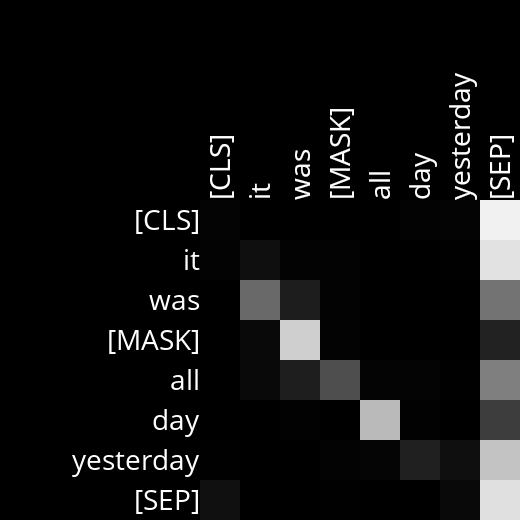 [CLS]
it
was
[MASK]
all
day
yesterday
[SEP]
[CLS]
it
was
[MASK]
all
day
yesterday
[SEP]